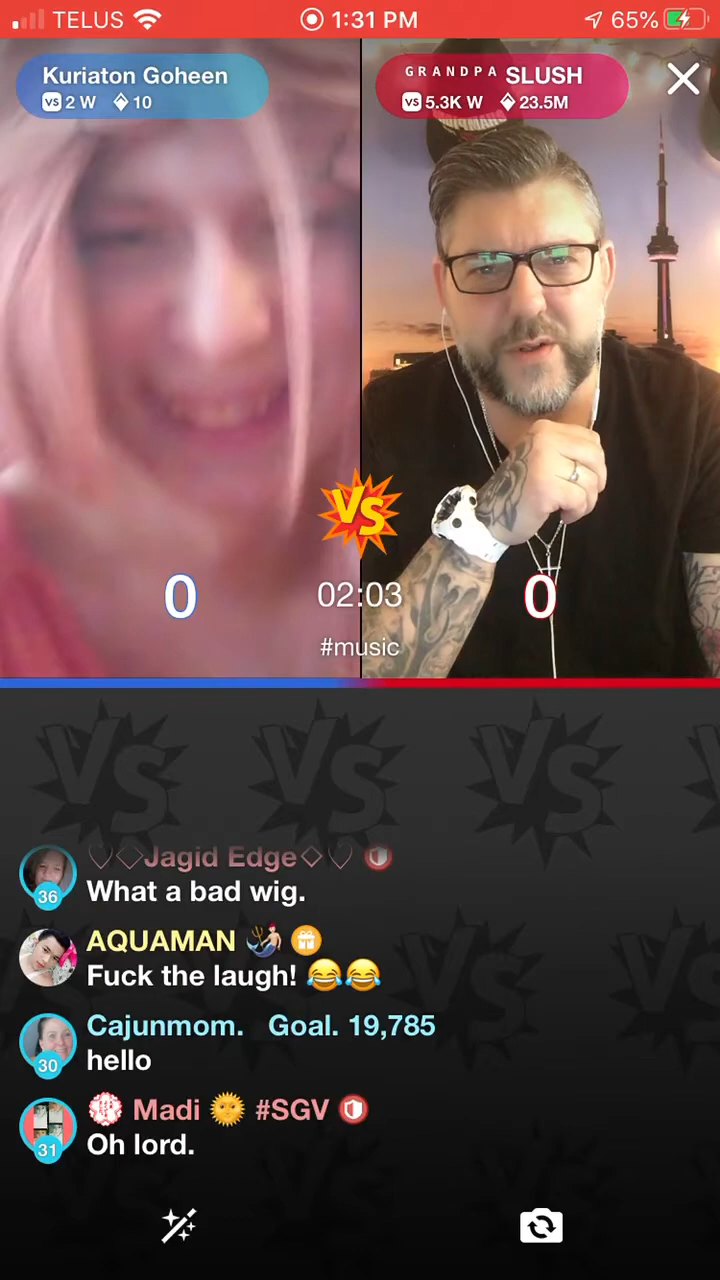 TELUS 1:31 PM 65%
Kuriaton Goheen
VS 2 W 10
GRANDPA SLUSH
VS 5.3K W 23.5M
VS
0 02:03 0
#music
♡◇Jagid Edge◇♡
36
What a bad wig.
AQUAMAN
Fuck the laugh! 😂😂
Cajunmom. Goal. 19,785
30
hello
Madi 🌞 #SGV
31
Oh lord.